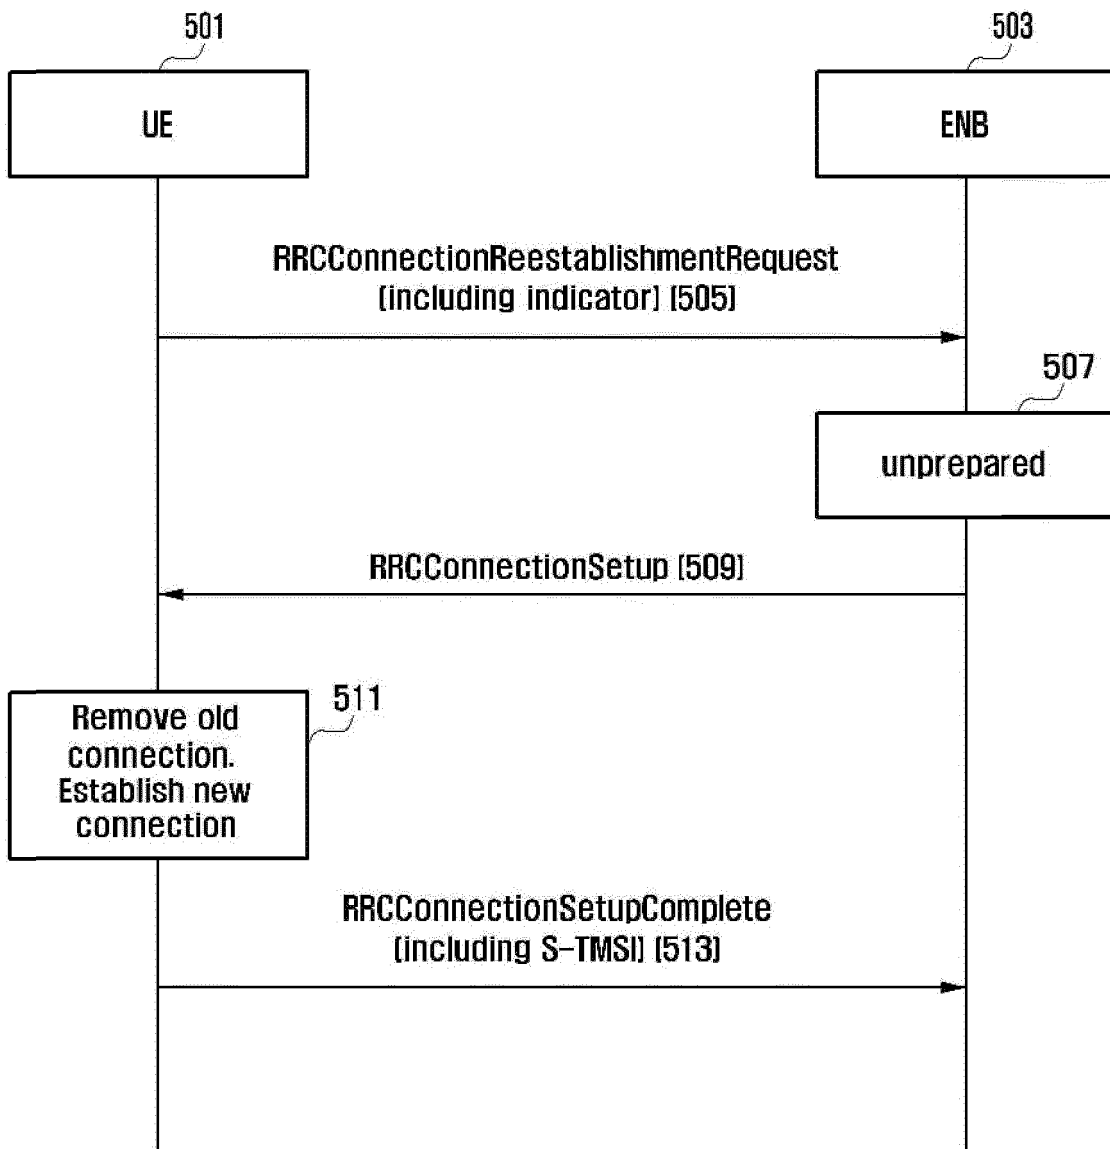 501
503
UE
ENB
RRCConnectionReestablishmentRequest
(including indicator) (505)
507
unprepared
RRCConnectionSetup (509)
511
Remove old
connection.
Establish new
connection
RRCConnectionSetupComplete
(including S-TMSI) (513)